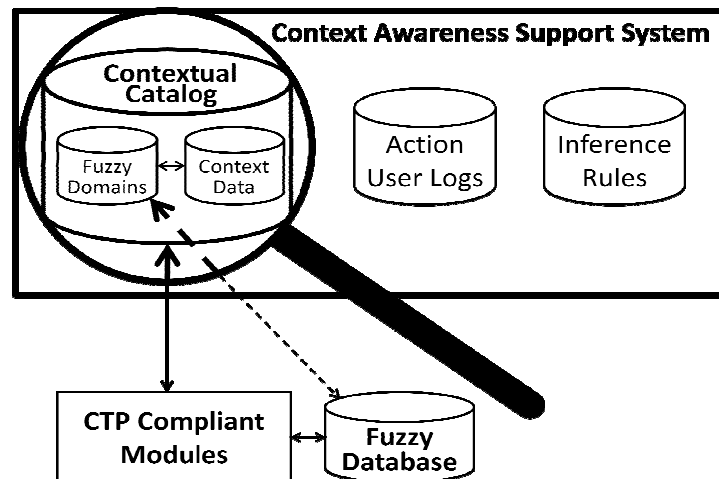 Context Awareness Support System
Contextual
Catalog
Fuzzy
Domains
Context
Data
Action
User Logs
Inference
Rules
CTP Compliant
Modules
Fuzzy
Database